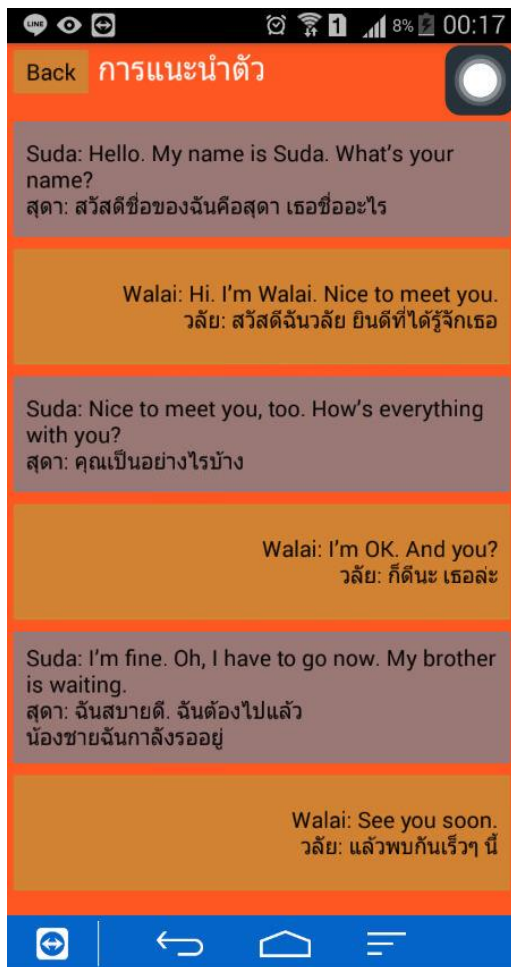 LINE
1
8%
00:17
Back
การแนะนำตัว
Suda: Hello. My name is Suda. What's your
name?
สุดา: สวัสดีชื่อของฉันคือสุดา เธอชื่ออะไร
Walai: Hi. I'm Walai. Nice to meet you.
วลัย: สวัสดีฉันวลัย ยินดีที่ได้รู้จักเธอ
Suda: Nice to meet you, too. How's everything
with you?
สุดา: คุณเป็นอย่างไรบ้าง
Walai: I'm OK. And you?
วลัย: ก็ดีนะ เธอล่ะ
Suda: I'm fine. Oh, I have to go now. My brother
is waiting.
สุดา: ฉันสบายดี. ฉันต้องไปแล้ว
น้องชายฉันกาลังรออยู่
Walai: See you soon.
วลัย: แล้วพบกันเร็วๆ นี้